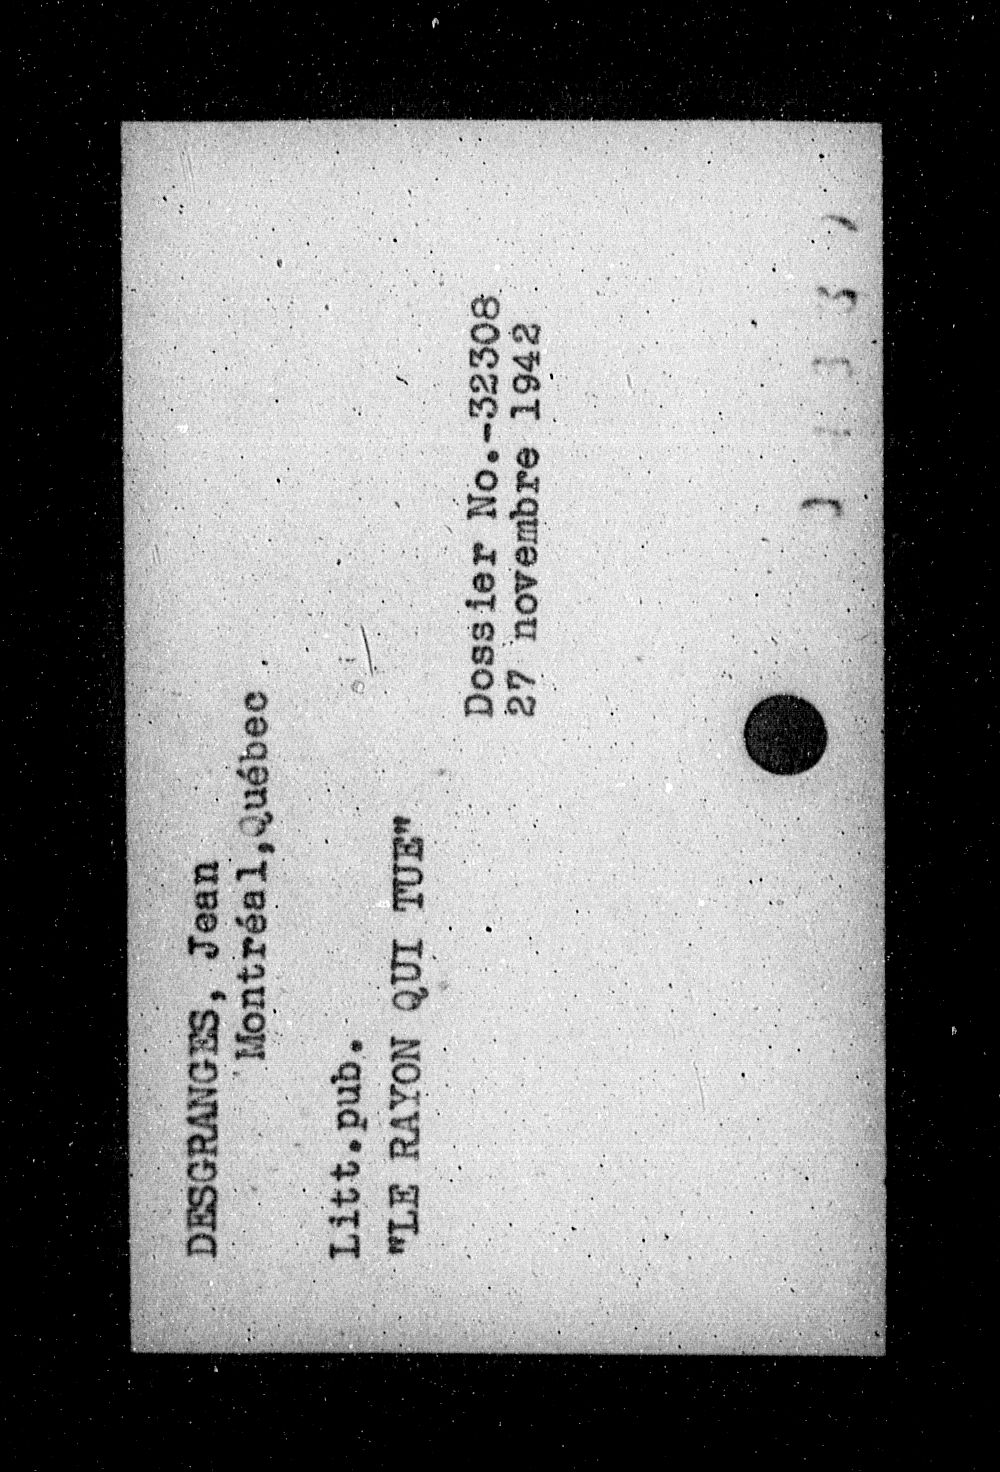 DESGRANGES, Jean
Montréal,Québec
Litt.pub.
"LE RAYON QUI TUE"
Dossier No.-32308
27 novembre 1942